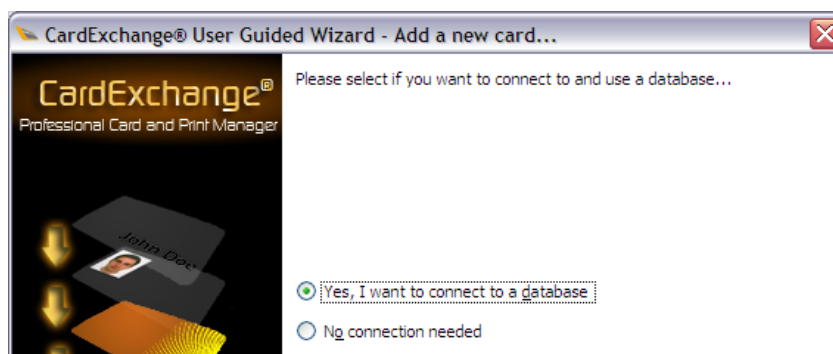 CardExchange® User Guided Wizard - Add a new card...
CardExchange®
Professional Card and Print Manager
Please select if you want to connect to and use a database...
John Doe
Yes, I want to connect to a database
No connection needed